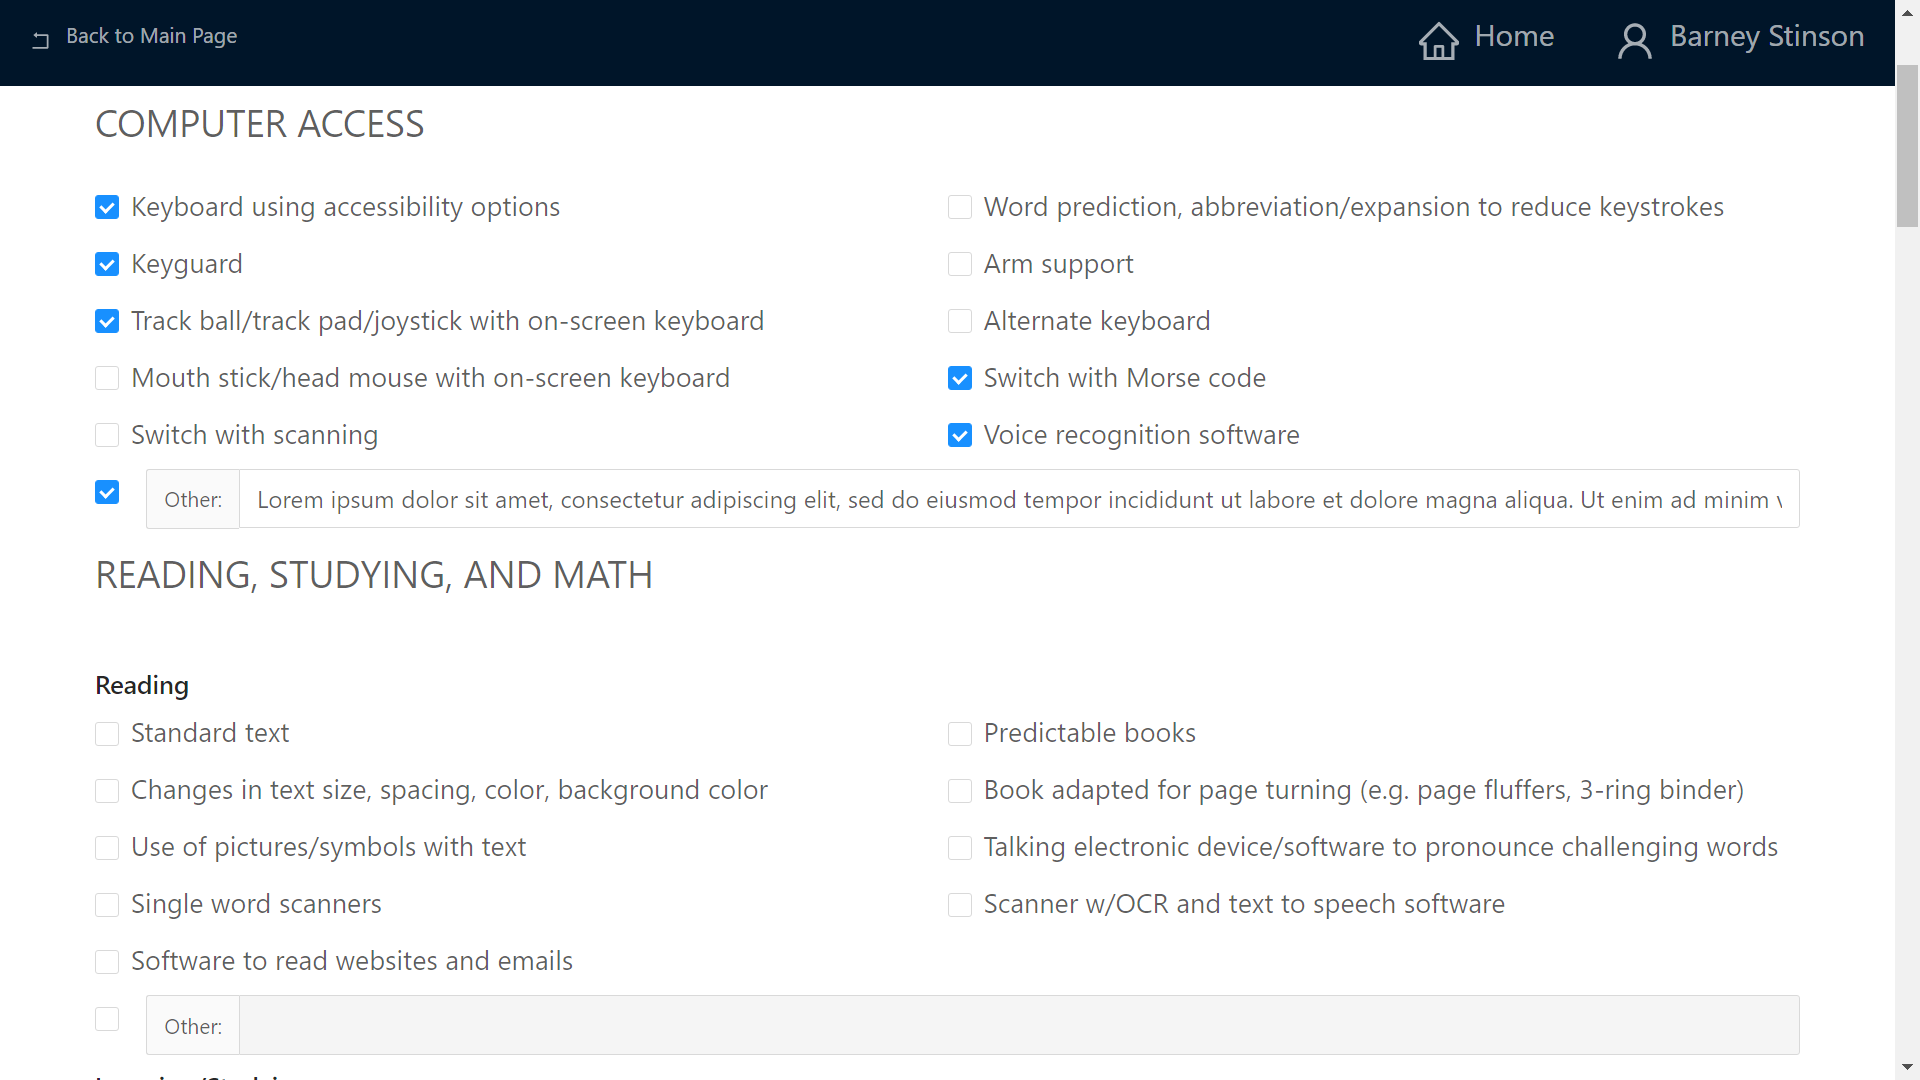 Back to Main Page
Home
Barney Stinson
COMPUTER ACCESS
Keyboard using accessibility options
Word prediction, abbreviation/expansion to reduce keystrokes
Keyguard
Arm support
Track ball/track pad/joystick with on-screen keyboard
Alternate keyboard
Mouth stick/head mouse with on-screen keyboard
Switch with Morse code
Switch with scanning
Voice recognition software
Other: Lorem ipsum dolor sit amet, consectetur adipiscing elit, sed do eiusmod tempor incididunt ut labore et dolore magna aliqua. Ut enim ad minim
READING, STUDYING, AND MATH
Reading
Standard text
Predictable books
Changes in text size, spacing, color, background color
Book adapted for page turning (e.g. page fluffers, 3-ring binder)
Use of pictures/symbols with text
Talking electronic device/software to pronounce challenging words
Single word scanners
Scanner w/OCR and text to speech software
Software to read websites and emails
Other: